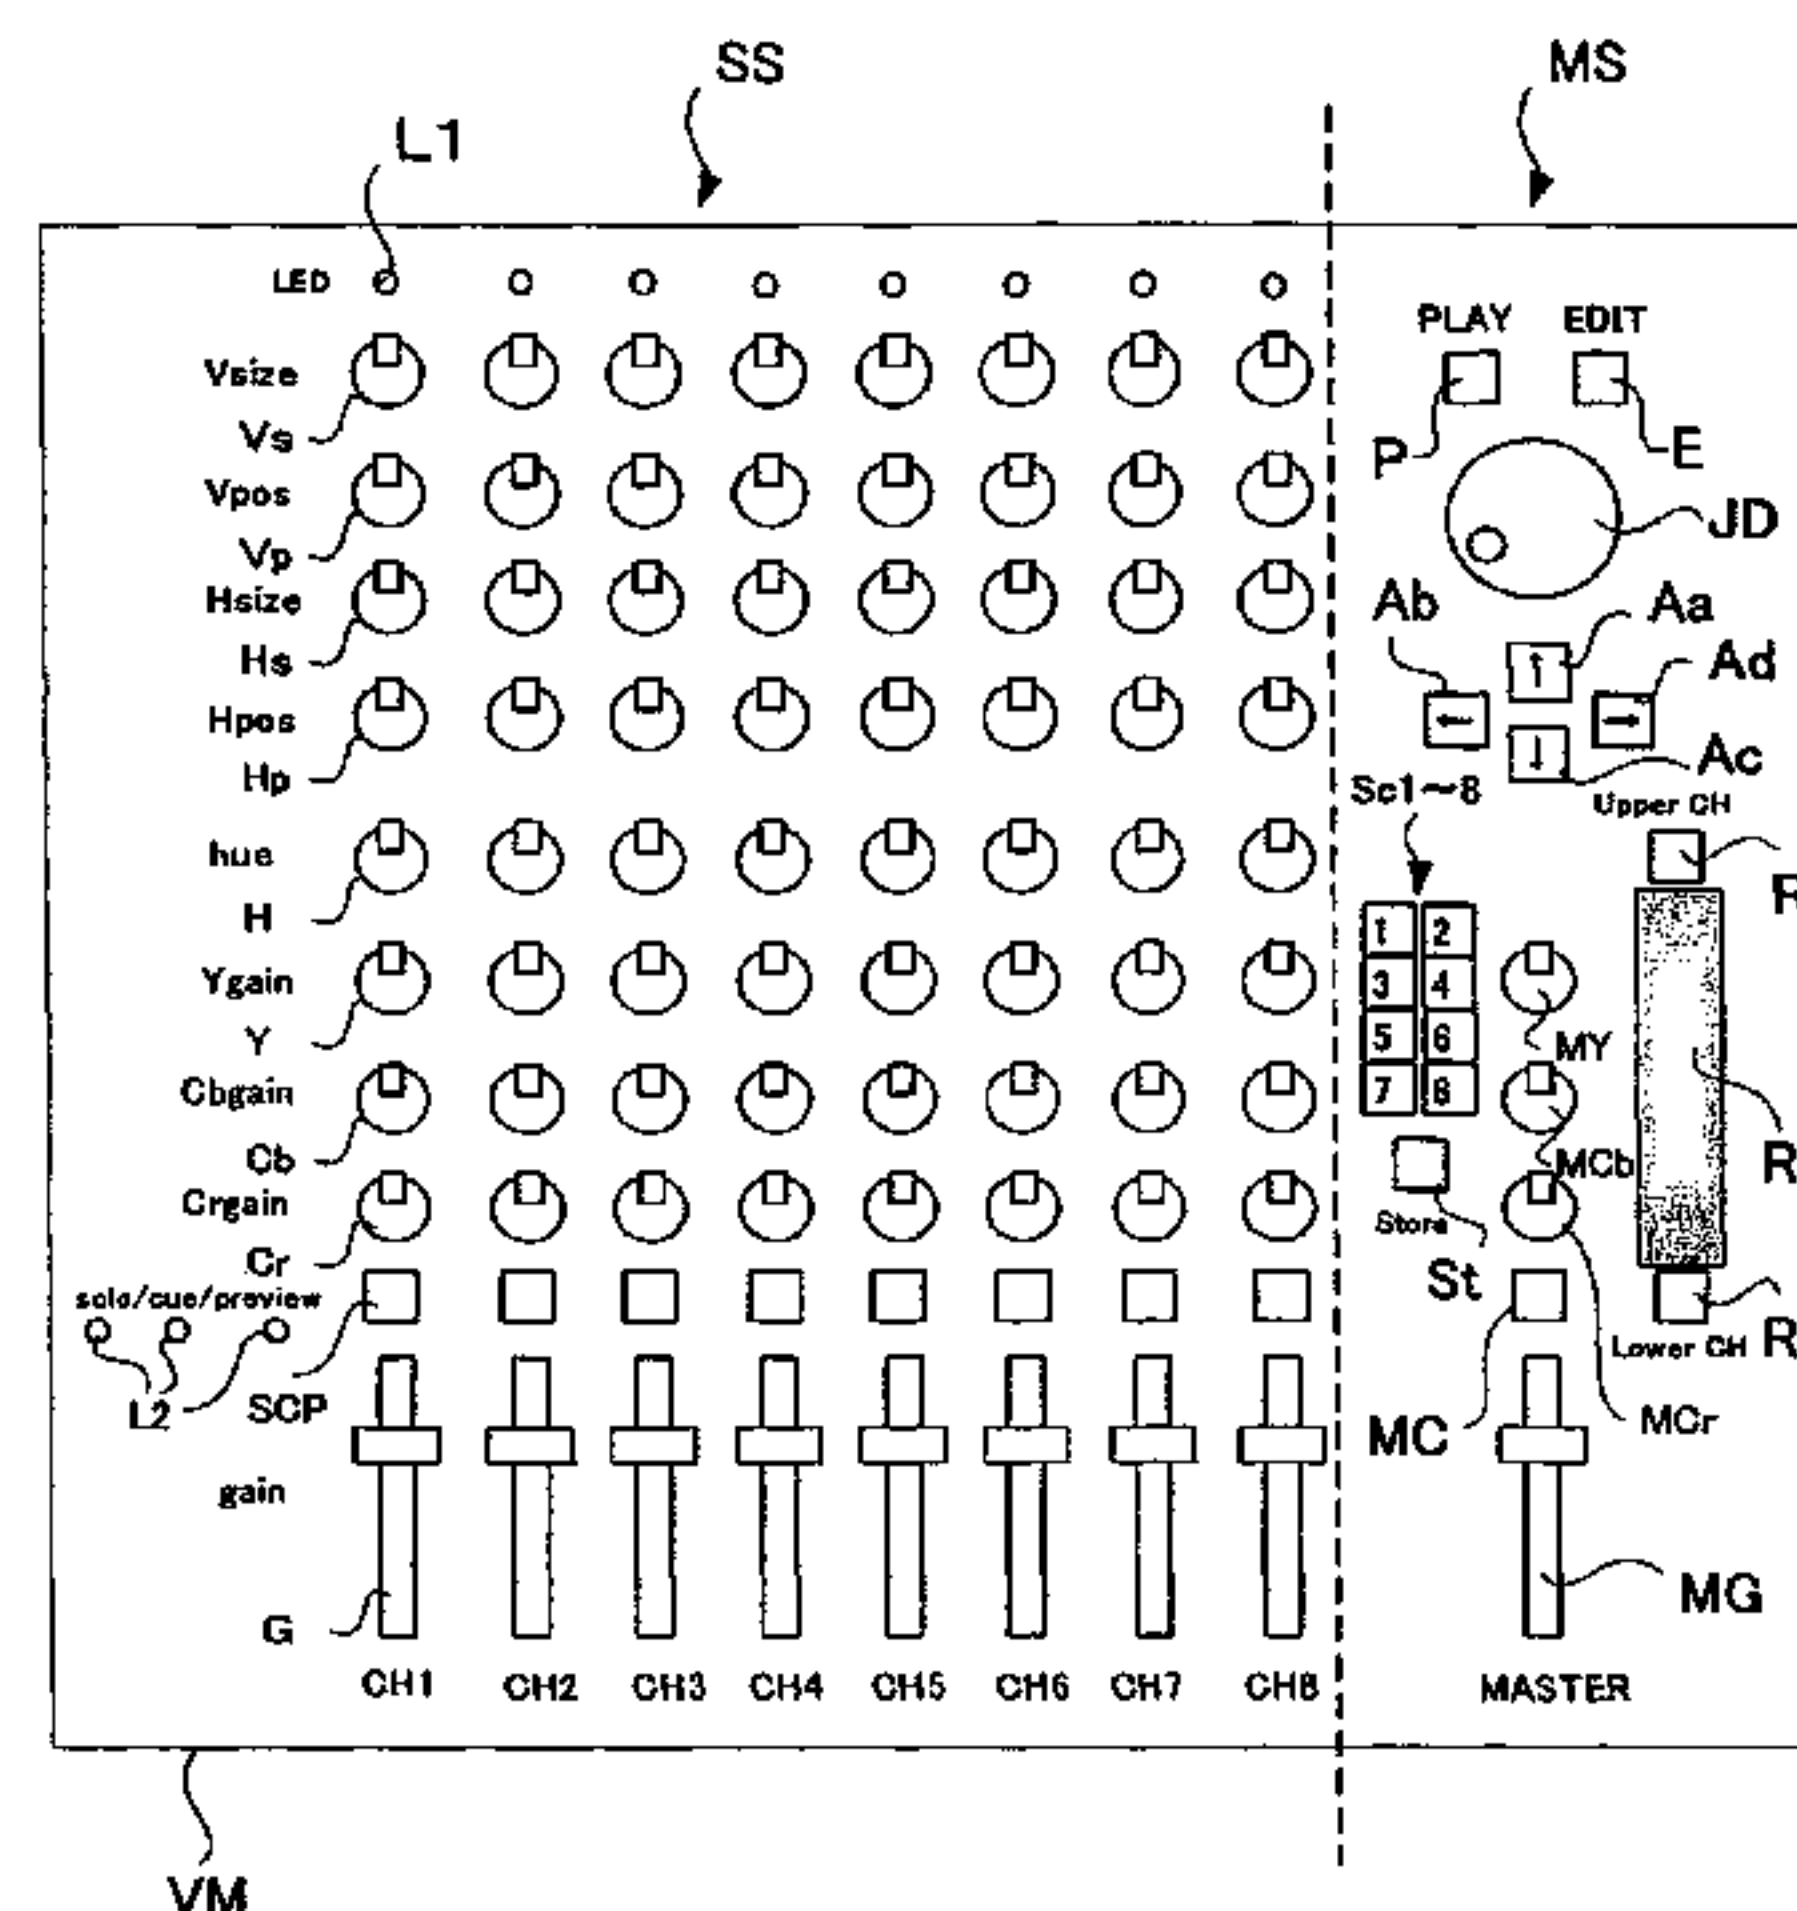 SS
MS
L1
LED
PLAY EDIT
Vsize
Vs
P
E
Vpos
JD
Vp
Hsize
Ab
Aa
Hs
Ad
Hpos
Ac
Hp
Sc1~8
Upper CH
hue
R
H
1 2
Ygain
3 4
Y
5 6
MY
Cbgain
7 8
Cb
MCb
R
Crgain
Store
Cr
St
solo/cue/preview
Lower CH
R
L2
SCP
MC
MCr
gain
MG
G
CH1 CH2 CH3 CH4 CH5 CH6 CH7 CH8 MASTER
VM